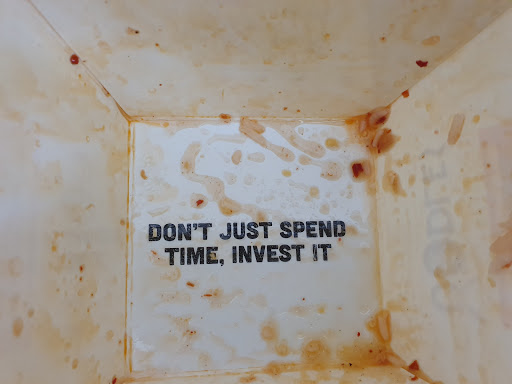 DON'T JUST SPEND
TIME, INVEST IT